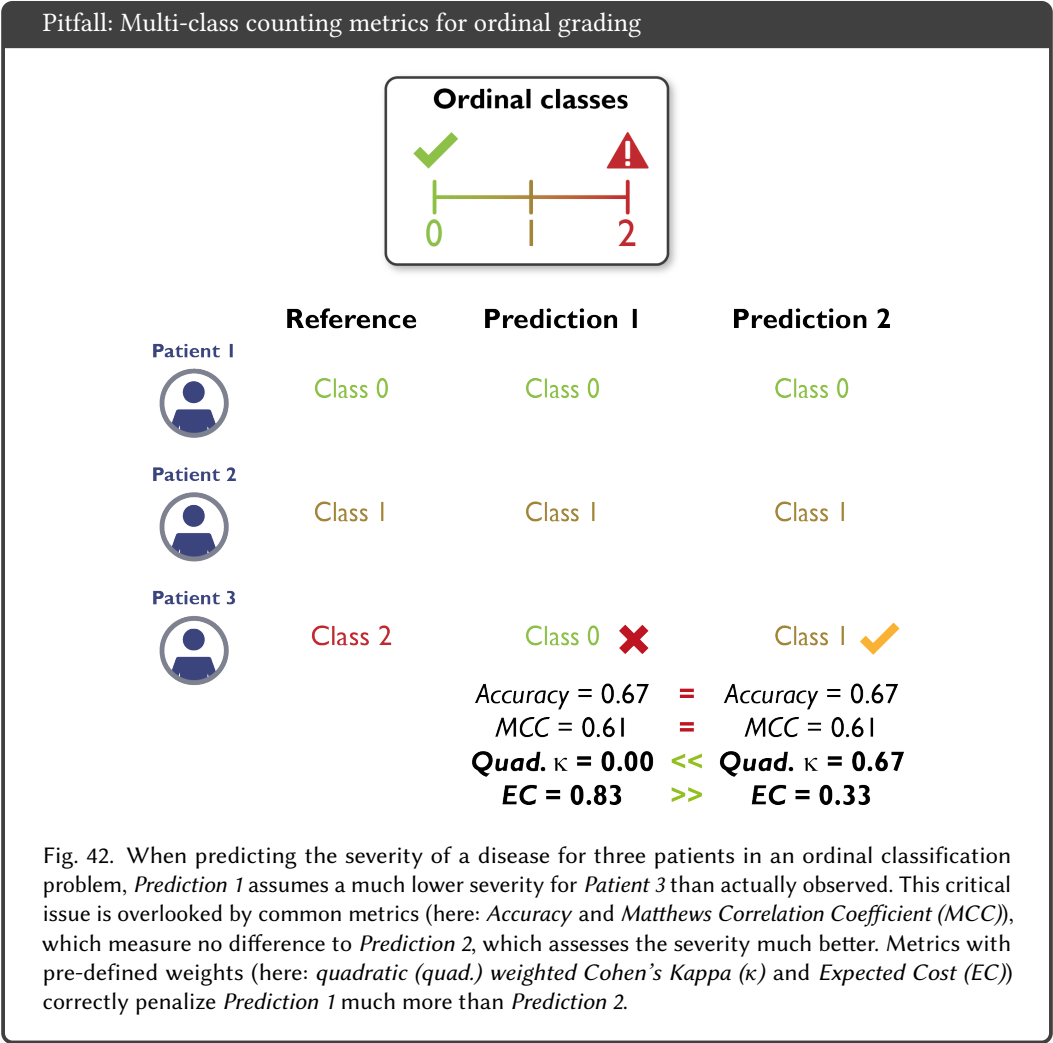 Pitfall: Multi-class counting metrics for ordinal grading
Ordinal classes
0 1 2
Reference Prediction 1 Prediction 2
Patient 1
Class 0 Class 0 Class 0
Patient 2
Class 1 Class 1 Class 1
Patient 3
Class 2 Class 0 Class 1
Accuracy = 0.67 = Accuracy = 0.67
MCC = 0.61 = MCC = 0.61
Quad. κ = 0.00 << Quad. κ = 0.67
EC = 0.83 >> EC = 0.33
Fig. 42. When predicting the severity of a disease for three patients in an ordinal classification
problem, Prediction 1 assumes a much lower severity for Patient 3 than actually observed. This critical
issue is overlooked by common metrics (here: Accuracy and Matthews Correlation Coefficient (MCC)),
which measure no difference to Prediction 2, which assesses the severity much better. Metrics with
pre-defined weights (here: quadratic (quad.) weighted Cohen's Kappa (κ) and Expected Cost (EC))
correctly penalize Prediction 1 much more than Prediction 2.